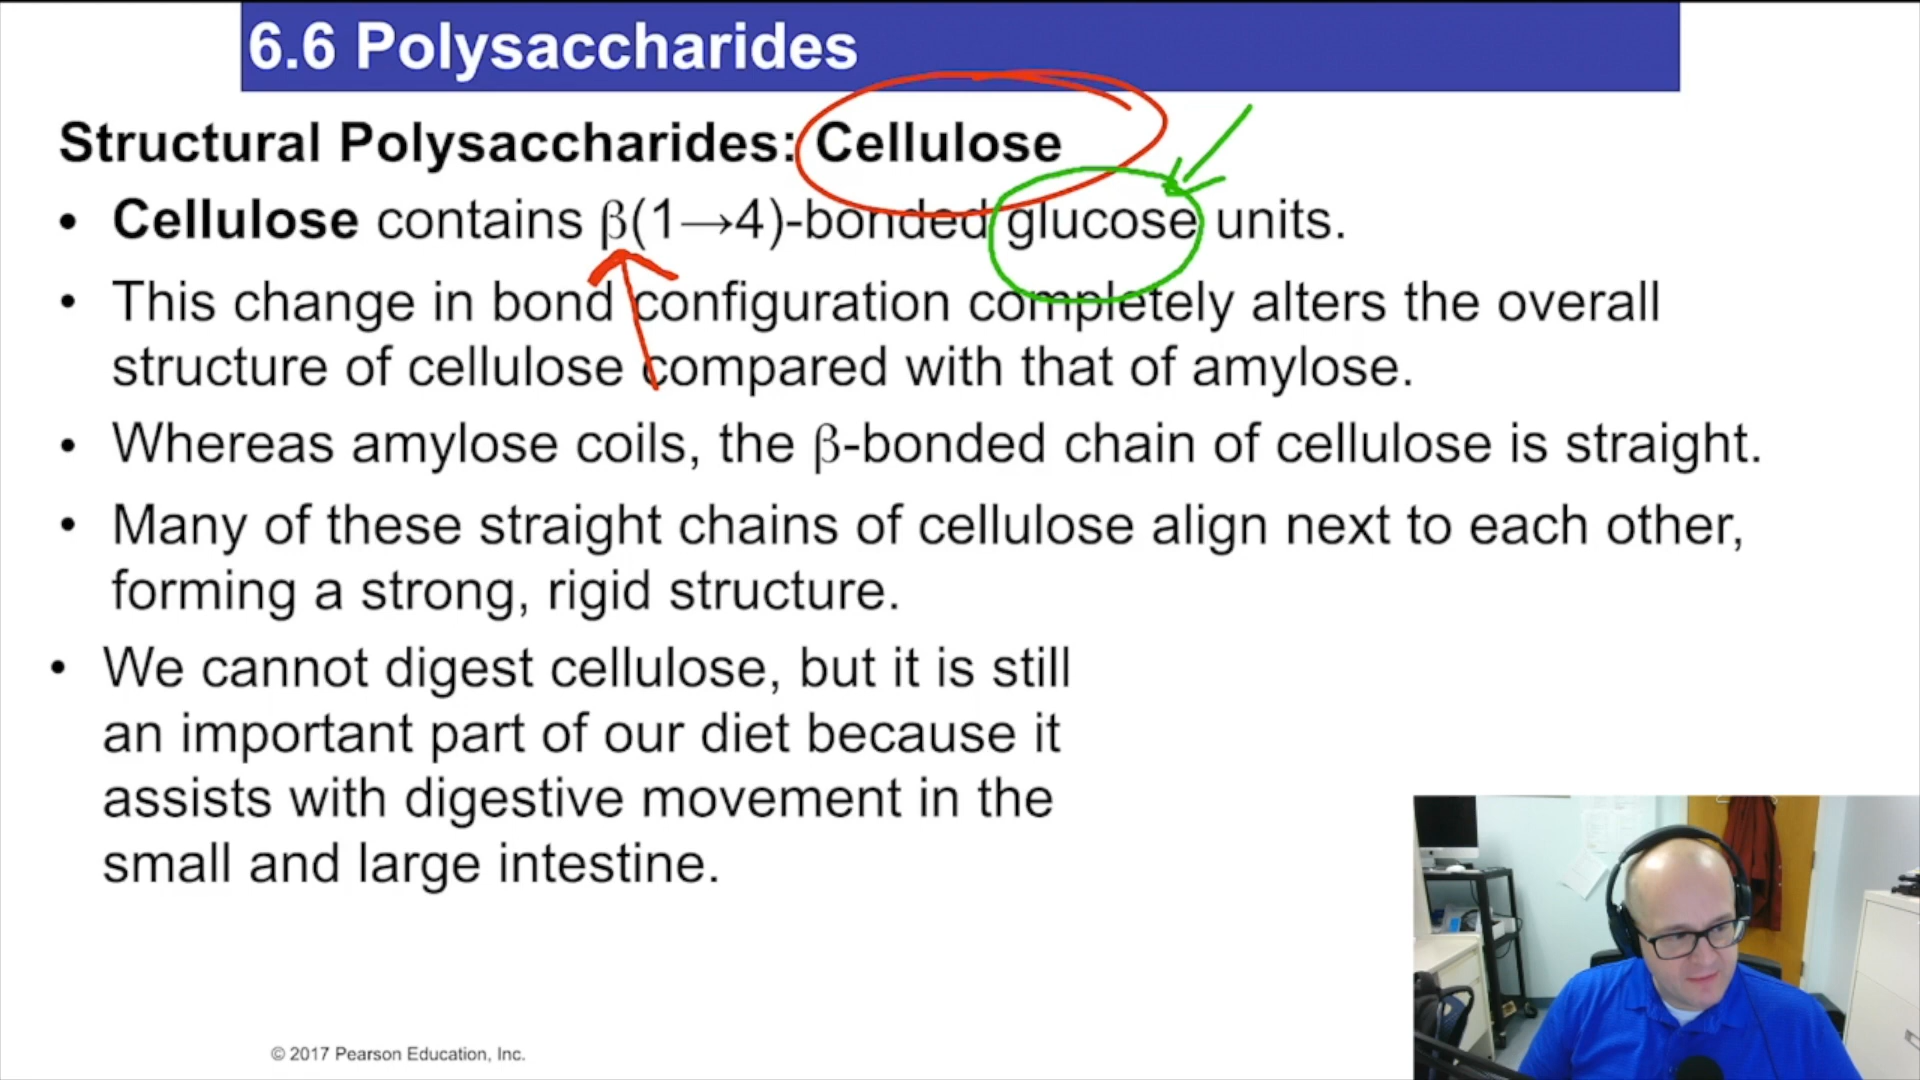 6.6 Polysaccharides
Structural Polysaccharides: Cellulose
• Cellulose contains β(1→4)-bonded glucose units.
• This change in bond configuration completely alters the overall
structure of cellulose compared with that of amylose.
• Whereas amylose coils, the β-bonded chain of cellulose is straight.
• Many of these straight chains of cellulose align next to each other,
forming a strong, rigid structure.
• We cannot digest cellulose, but it is still
an important part of our diet because it
assists with digestive movement in the
small and large intestine.
© 2017 Pearson Education, Inc.